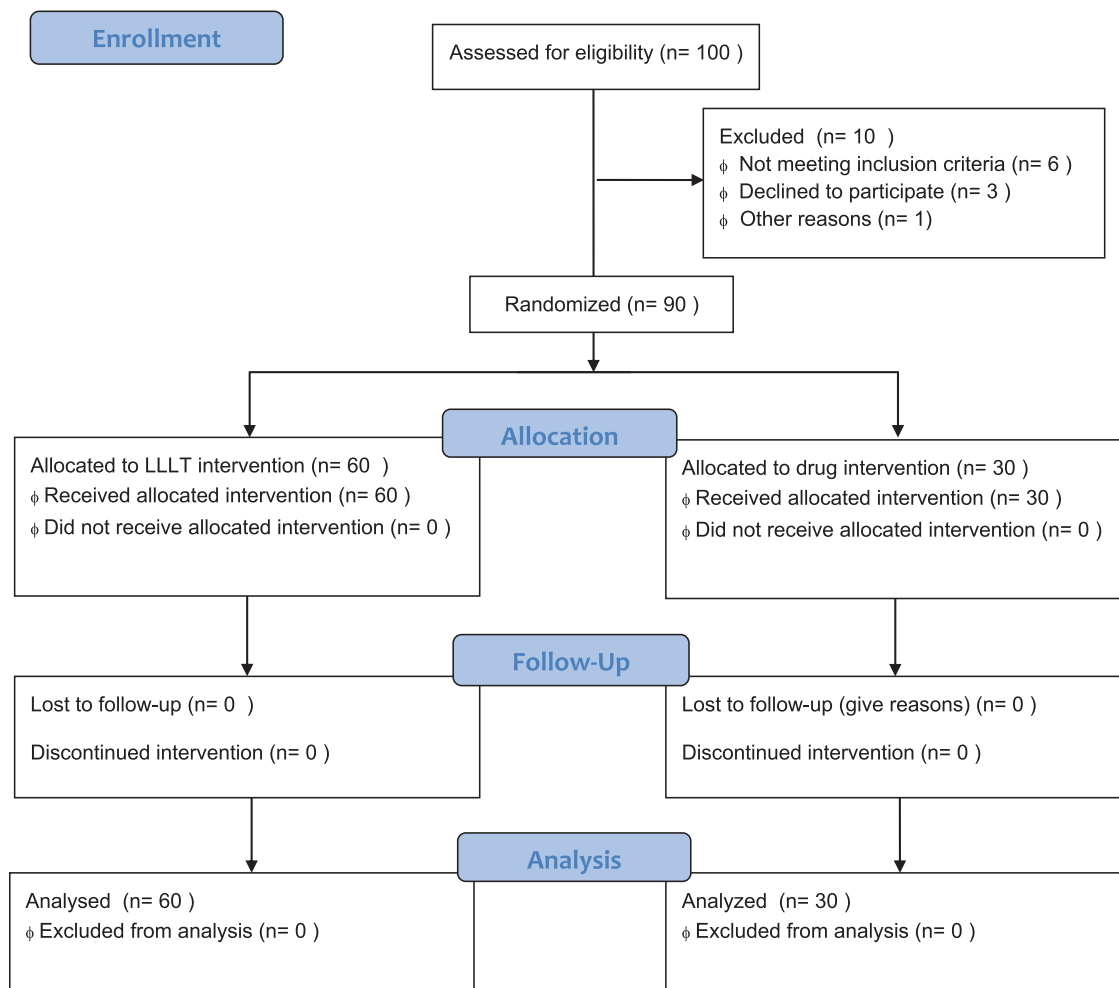 Enrollment
Assessed for eligibility (n= 100 )
Excluded (n= 10 )
ϕ Not meeting inclusion criteria (n= 6 )
ϕ Declined to participate (n= 3 )
ϕ Other reasons (n= 1)
Randomized (n= 90 )
Allocation
Allocated to LLLT intervention (n= 60 )
ϕ Received allocated intervention (n= 60 )
ϕ Did not receive allocated intervention (n= 0 )
Allocated to drug intervention (n= 30 )
ϕ Received allocated intervention (n= 30 )
ϕ Did not receive allocated intervention (n= 0 )
Follow-Up
Lost to follow-up (n= 0 )
Discontinued intervention (n= 0 )
Lost to follow-up (give reasons) (n= 0 )
Discontinued intervention (n= 0 )
Analysis
Analysed (n= 60 )
ϕ Excluded from analysis (n= 0 )
Analyzed (n= 30 )
ϕ Excluded from analysis (n= 0 )